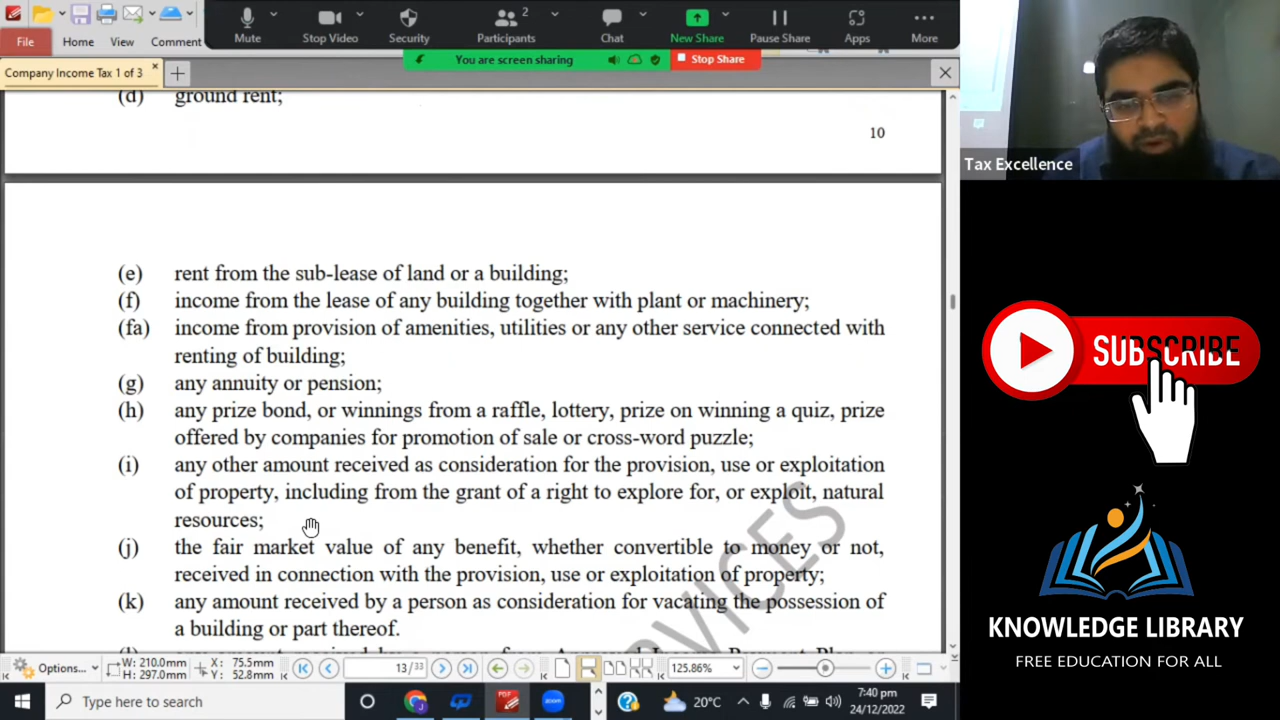 Mute
Stop Video
Security
2
Participants
Chat
New Share
Pause Share
Apps
More
File
Home
View
Comment
You are screen sharing
Stop Share
Company Income Tax 1 of 3
(d) ground rent;
10
(e) rent from the sub-lease of land or a building;
(f) income from the lease of any building together with plant or machinery;
(fa) income from provision of amenities, utilities or any other service connected with
renting of building;
(g) any annuity or pension;
(h) any prize bond, or winnings from a raffle, lottery, prize on winning a quiz, prize
offered by companies for promotion of sale or cross-word puzzle;
(i) any other amount received as consideration for the provision, use or exploitation
of property, including from the grant of a right to explore for, or exploit, natural
resources;
(j) the fair market value of any benefit, whether convertible to money or not,
received in connection with the provision, use or exploitation of property;
(k) any amount received by a person as consideration for vacating the possession of
a building or part thereof.
Options...
W: 210.0mm
H: 297.0mm
X: 75.5mm
Y: 52.8mm
13 / 33
125.86%
Type here to search
zoom
20°C
7:40 pm
24/12/2022
Tax Excellence
SUBSCRIBE
KNOWLEDGE LIBRARY
FREE EDUCATION FOR ALL